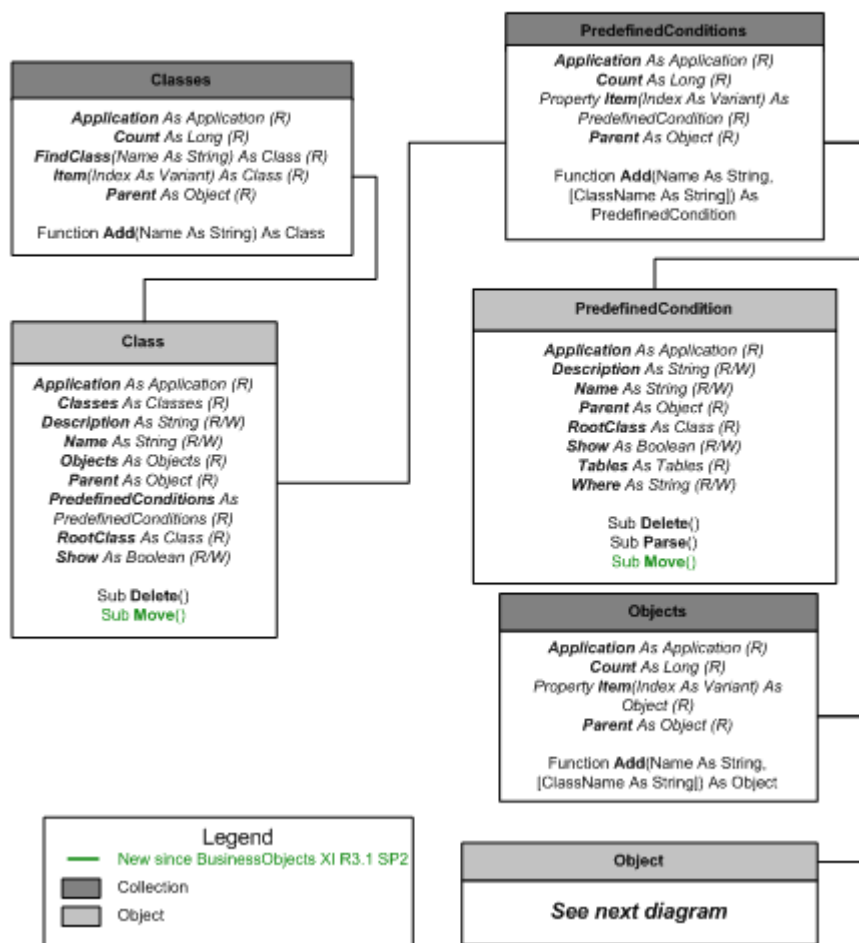 Classes
Application As Application (R)
Count As Long (R)
FindClass(Name As String) As Class (R)
Item(Index As Variant) As Class (R)
Parent As Object (R)
Function Add(Name As String) As Class
Class
Application As Application (R)
Classes As Classes (R)
Description As String (R/W)
Name As String (R/W)
Objects As Objects (R)
Parent As Object (R)
PredefinedConditions As
PredefinedConditions (R)
RootClass As Class (R)
Show As Boolean (R/W)
Sub Delete()
Sub Move()
PredefinedConditions
Application As Application (R)
Count As Long (R)
Property Item(Index As Variant) As
PredefinedCondition (R)
Parent As Object (R)
Function Add(Name As String,
[ClassName As String]) As
PredefinedCondition
PredefinedCondition
Application As Application (R)
Description As String (R/W)
Name As String (R/W)
Parent As Object (R)
RootClass As Class (R)
Show As Boolean (R/W)
Tables As Tables (R)
Where As String (R/W)
Sub Delete()
Sub Parse()
Sub Move()
Objects
Application As Application (R)
Count As Long (R)
Property Item(Index As Variant) As
Object (R)
Parent As Object (R)
Function Add(Name As String,
[ClassName As String]) As Object
Legend
New since BusinessObjects XI R3.1 SP2
Collection
Object
Object
See next diagram